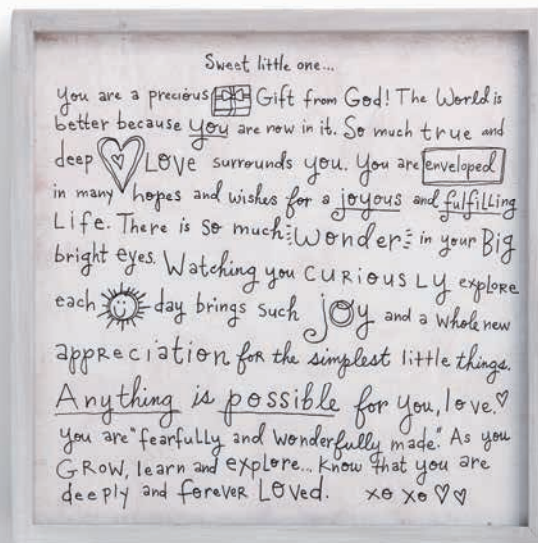 Sweet little one...
You are a precious Gift from God! The World is
better because you are now in it. So much true and
deep Love surrounds you. You are enveloped
in many hopes and wishes for a joyous and fulfilling
Life. There is so much Wonder in your Big
bright eyes. Watching you CURIOUSLY explore
each day brings such joy and a whole new
appreciation for the simplest little things.
Anything is possible for you, love.♡
You are "fearfully and wonderfully made." As you
GROW, learn and explore... Know that you are
deeply and forever Loved. xo xo ♡♡